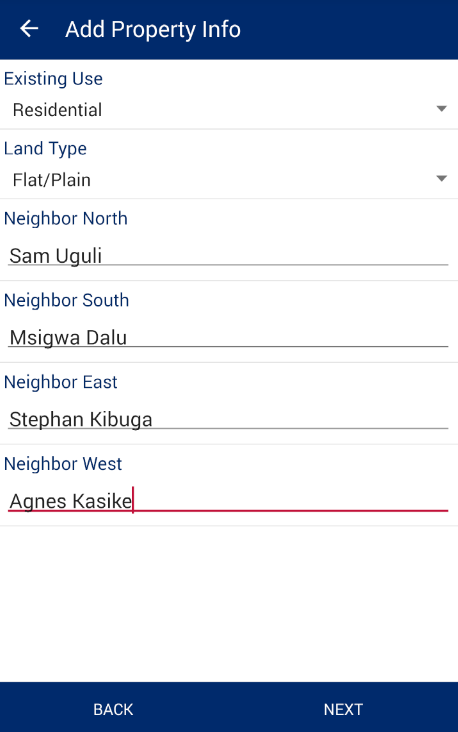 Add Property Info
Existing Use
Residential
Land Type
Flat/Plain
Neighbor North
Sam Uguli
Neighbor South
Msigwa Dalu
Neighbor East
Stephan Kibuga
Neighbor West
Agnes Kasike
BACK NEXT